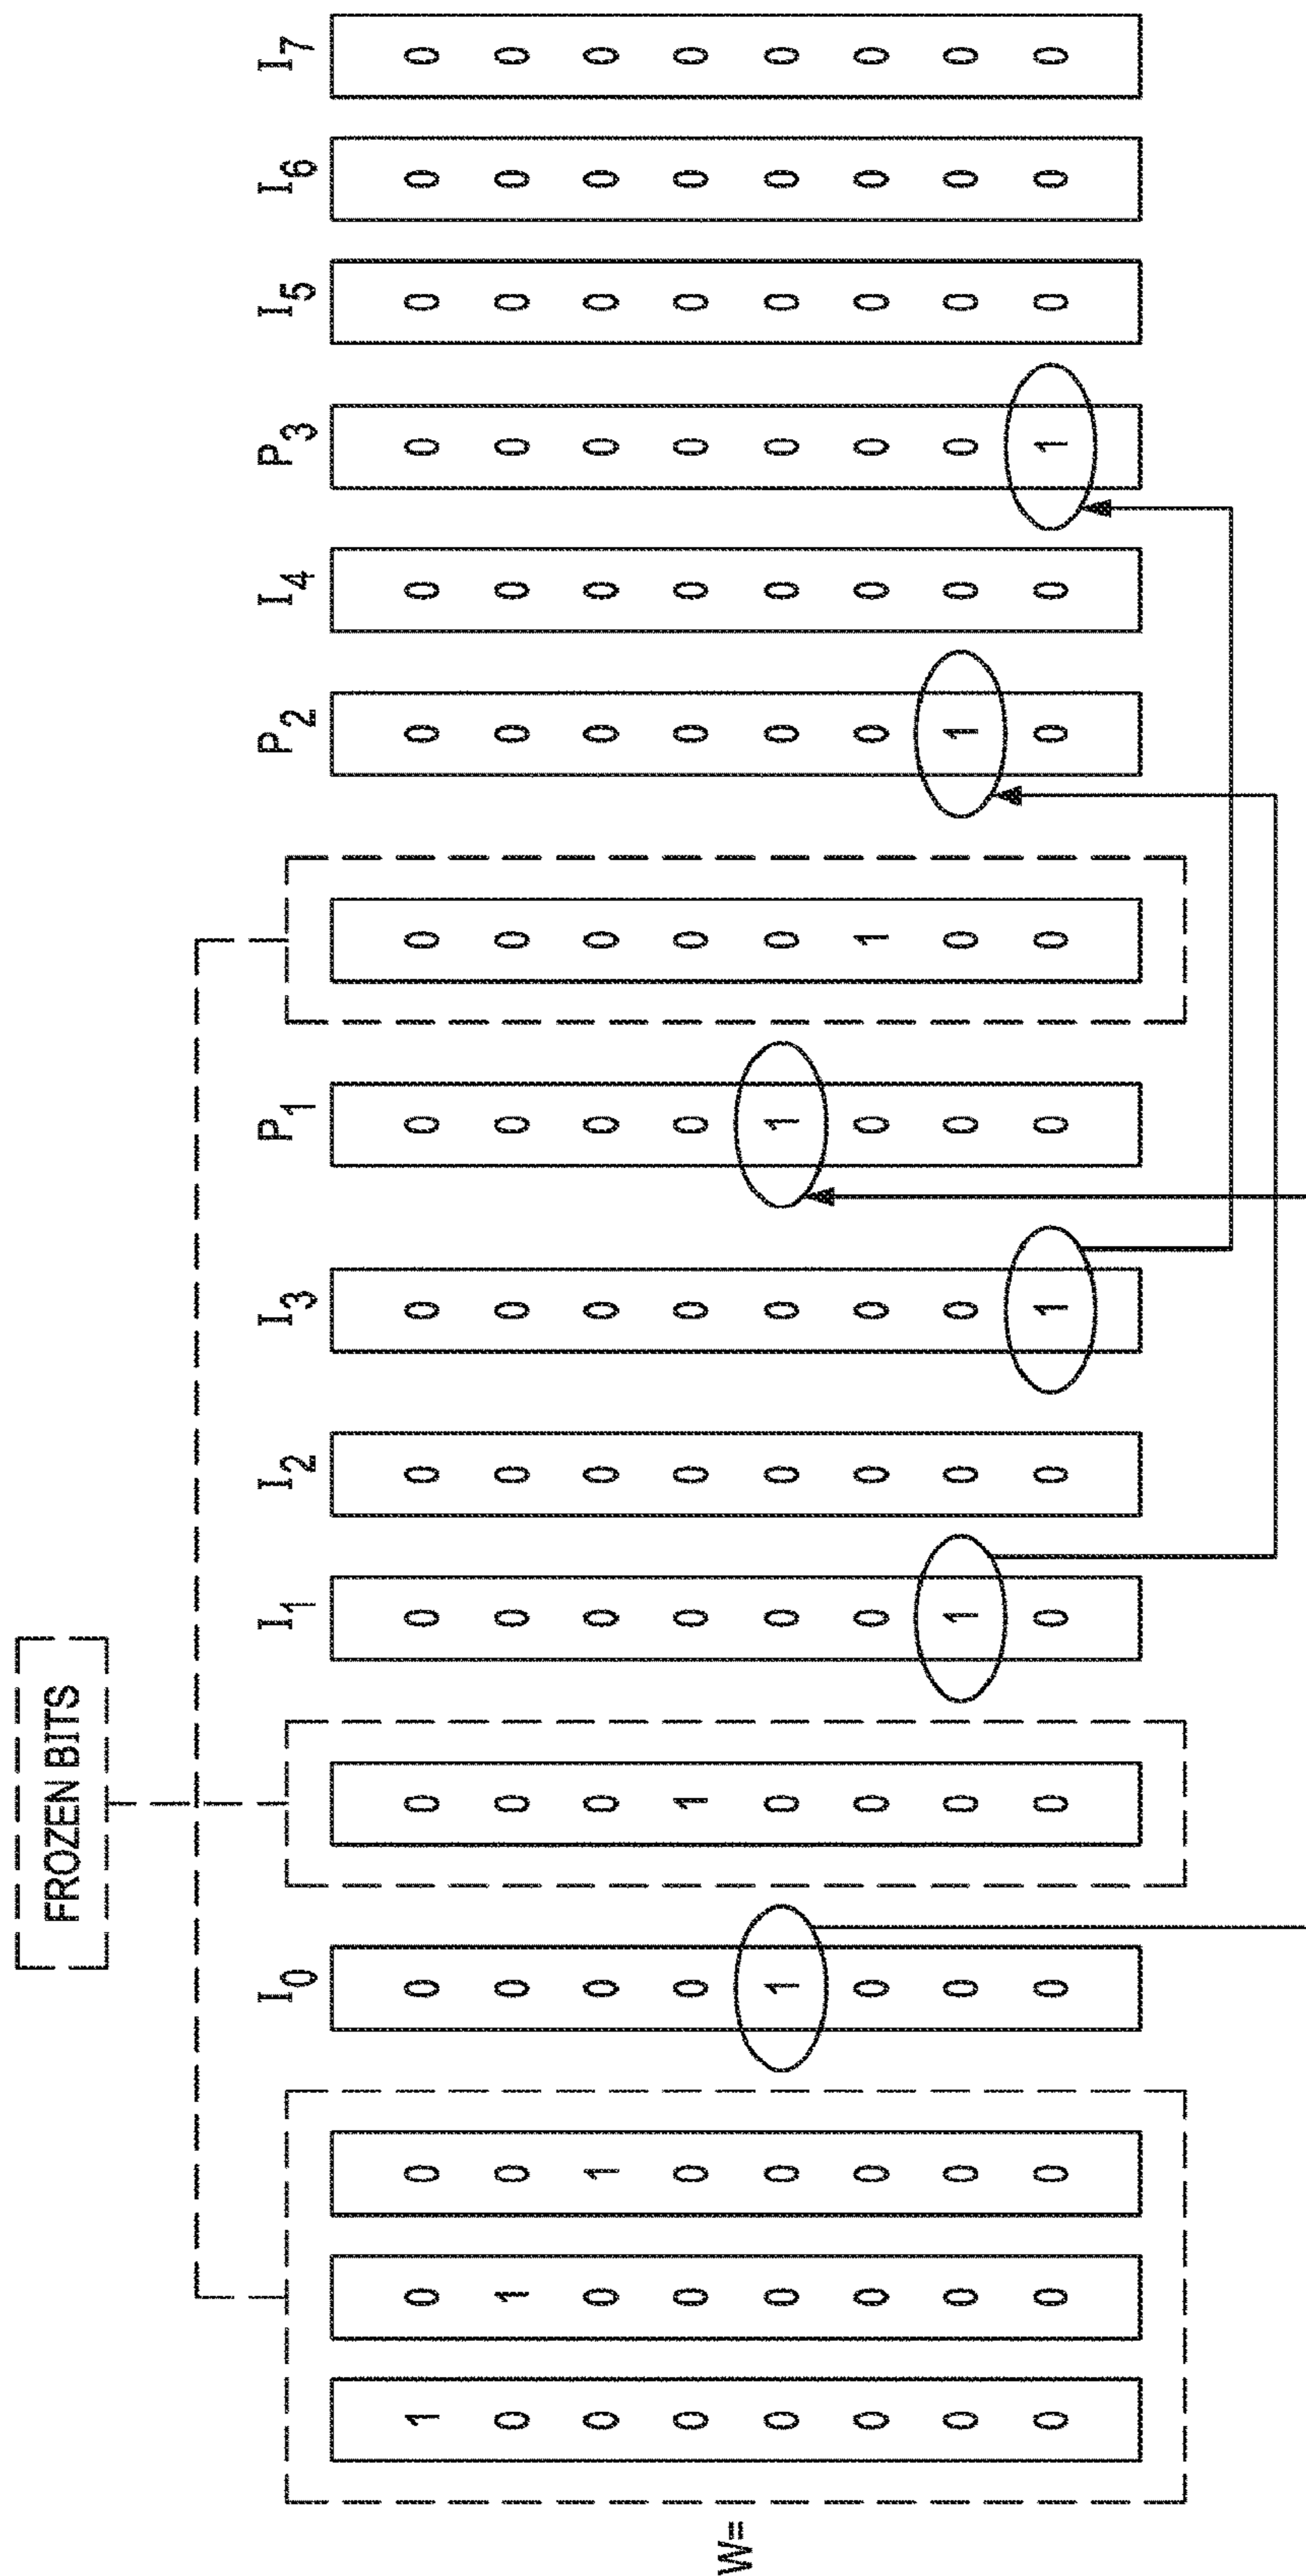 FROZEN BITS
I0 I1 I2 I3 P1 P2 I4 P3 I5 I6 I7
1 0 0 0 0 0 0 0 0 0 0 0 0 0 0 0
0 1 0 0 0 0 0 0 0 0 0 0 0 0 0 0
0 0 1 0 0 0 0 0 0 0 0 0 0 0 0 0
0 0 0 0 1 0 0 0 0 0 0 0 0 0 0 0
W=
0 0 0 1 0 0 0 0 1 0 0 0 0 0 0 0
0 0 0 0 0 0 0 0 0 1 0 0 0 0 0 0
0 0 0 0 0 1 0 0 0 0 1 0 0 0 0 0
0 0 0 0 0 0 0 1 0 0 0 0 1 0 0 0